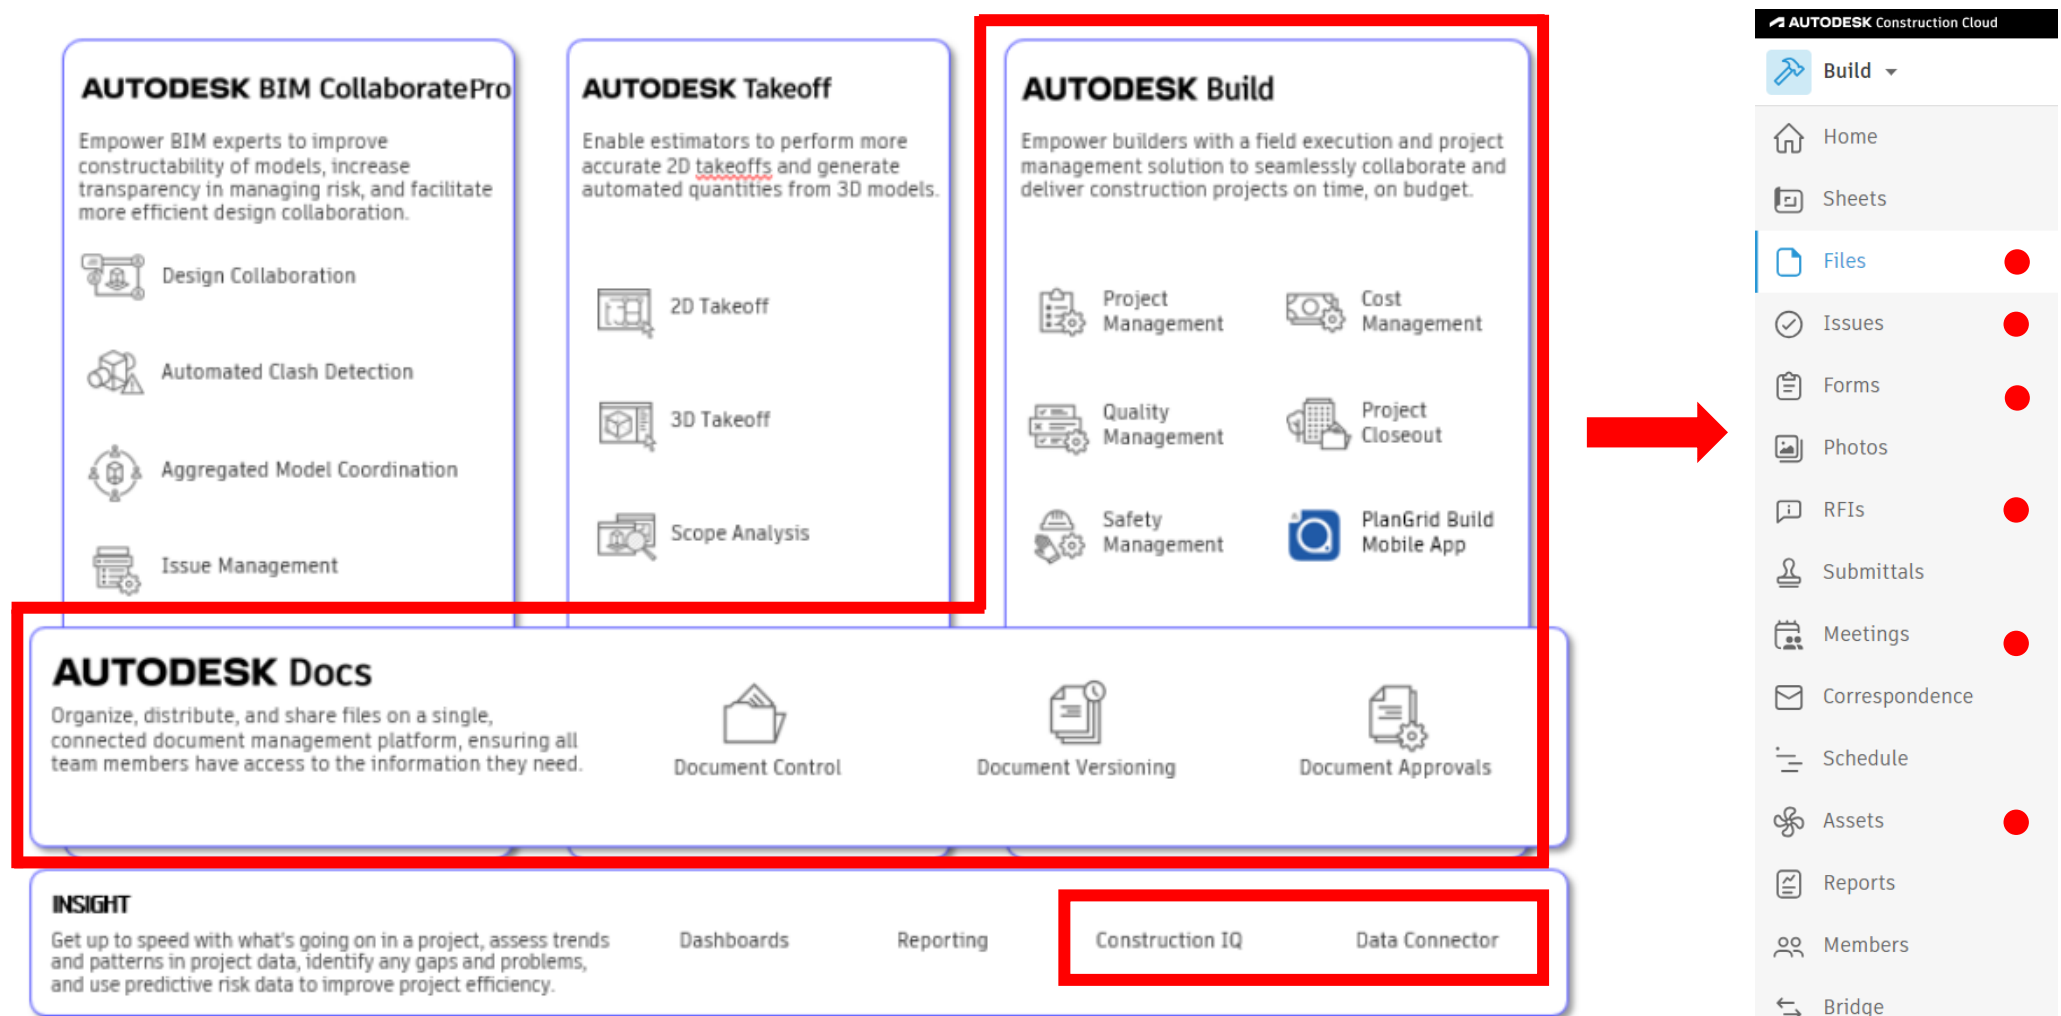 AUTODESK BIM Collaborate Pro
Empower BIM experts to improve
constructability of models, increase
transparency in managing risk, and facilitate
more efficient design collaboration.
Design Collaboration
Automated Clash Detection
Aggregated Model Coordination
Issue Management
AUTODESK Takeoff
Enable estimators to perform more
accurate 2D takeoffs and generate
automated quantities from 3D models.
2D Takeoff
3D Takeoff
Scope Analysis
AUTODESK Build
Empower builders with a field execution and project
management solution to seamlessly collaborate and
deliver construction projects on time, on budget.
Project
Management
Cost
Management
Quality
Management
Project
Closeout
Safety
Management
PlanGrid Build
Mobile App
AUTODESK Docs
Organize, distribute, and share files on a single,
connected document management platform, ensuring all
team members have access to the information they need.
Document Control
Document Versioning
Document Approvals
INSIGHT
Get up to speed with what's going on in a project, assess trends
and patterns in project data, identify any gaps and problems,
and use predictive risk data to improve project efficiency.
Dashboards
Reporting
Construction IQ
Data Connector
AUTODESK Construction Cloud
Build
Home
Sheets
Files
Issues
Forms
Photos
RFIs
Submittals
Meetings
Correspondence
Schedule
Assets
Reports
Members
Bridge